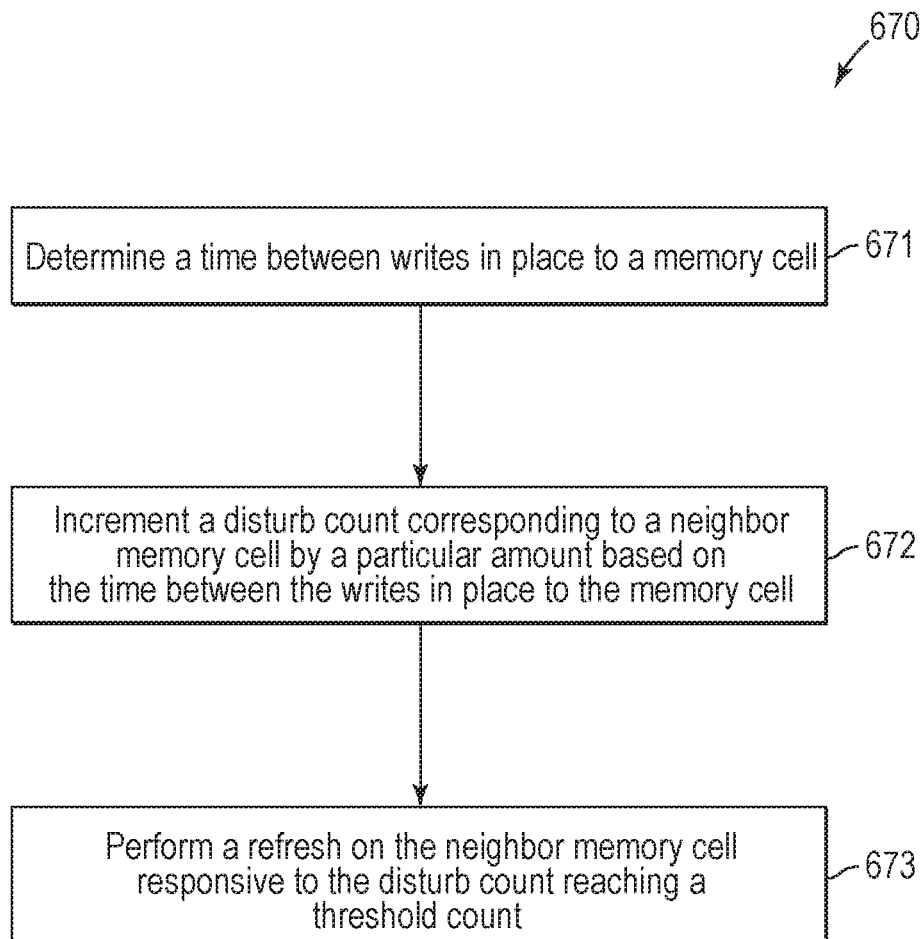 670
Determine a time between writes in place to a memory cell
671
Increment a disturb count corresponding to a neighbor
memory cell by a particular amount based on
the time between the writes in place to the memory cell
672
Perform a refresh on the neighbor memory cell
responsive to the disturb count reaching a
threshold count
673